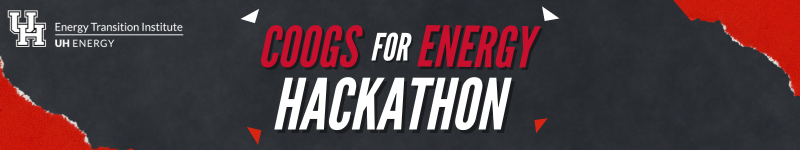 UH
Energy Transition Institute
UH ENERGY
COOGS FOR ENERGY
HACKATHON